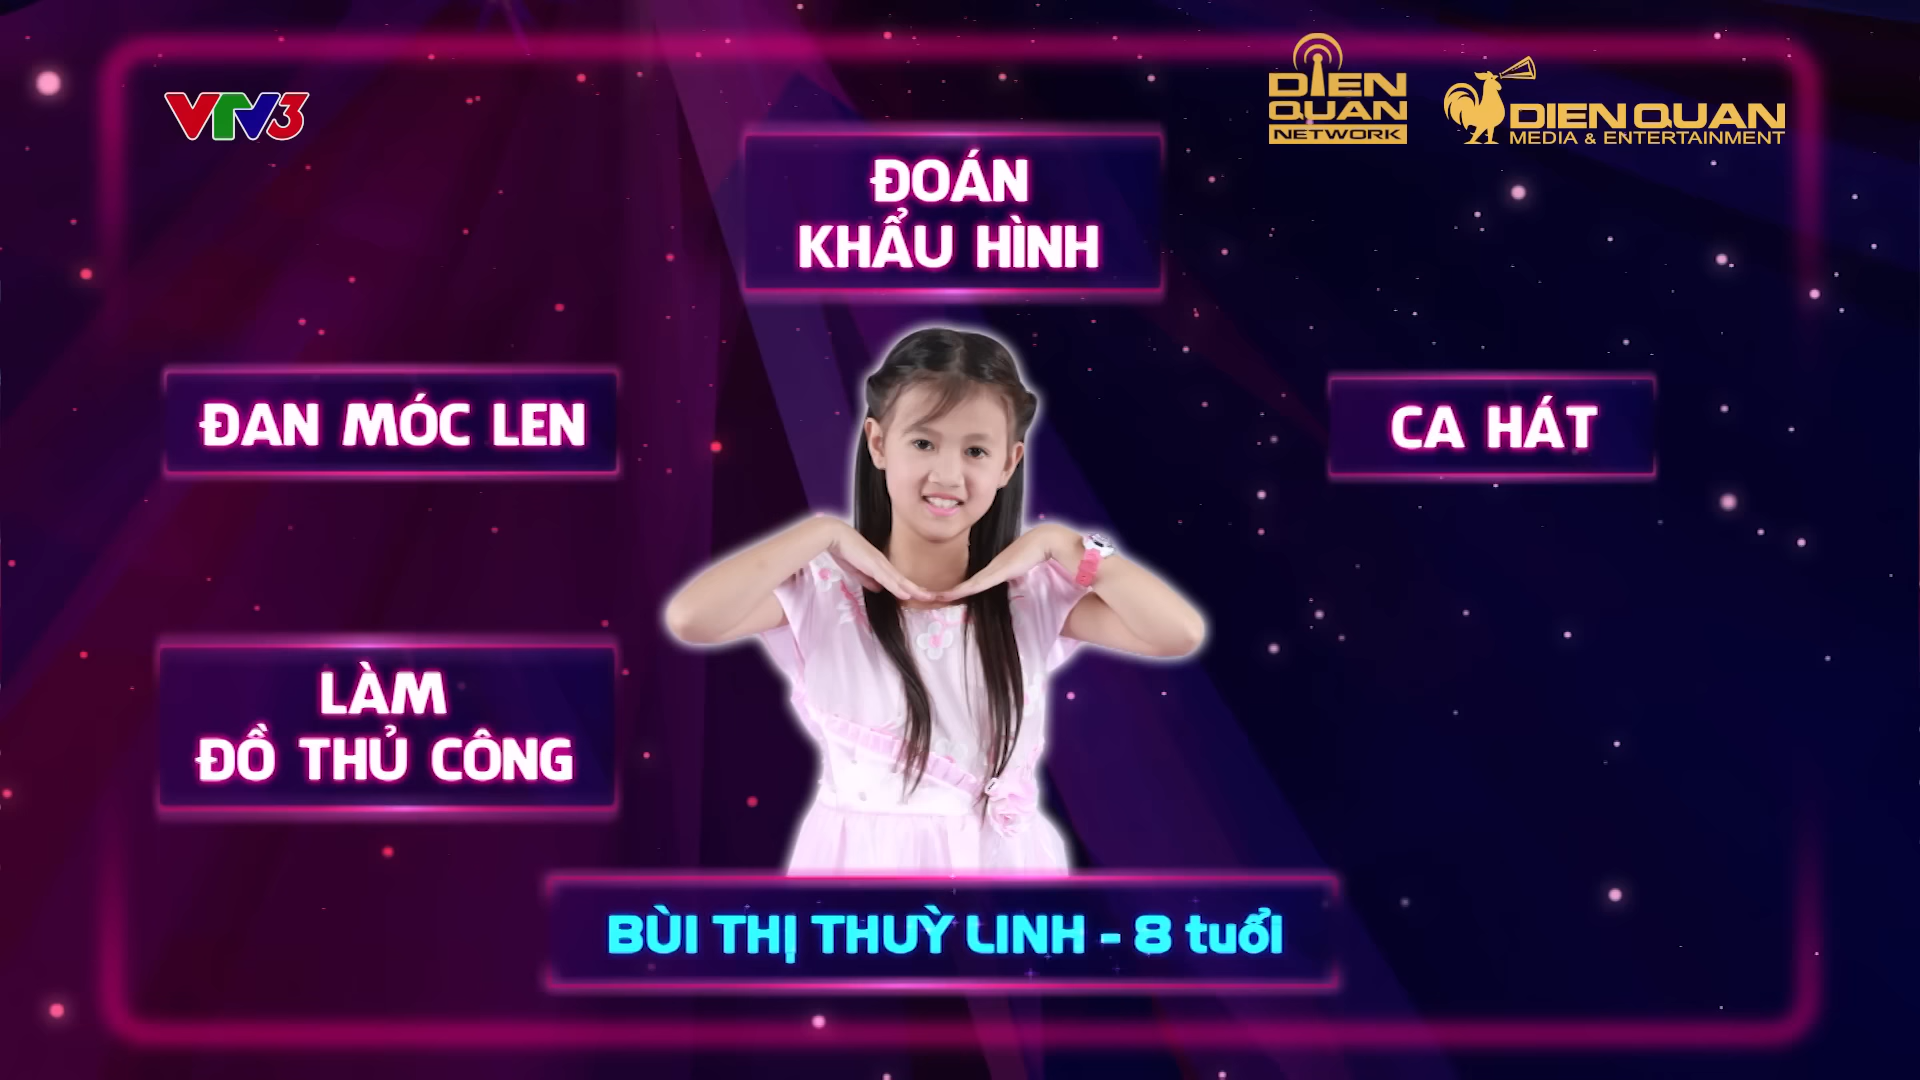 VTV3
DIEN
QUAN
NETWORK
DIEN QUAN
MEDIA & ENTERTAINMENT
ĐOÁN
KHẨU HÌNH
ĐAN MÓC LEN
CA HÁT
LÀM
ĐỒ THỦ CÔNG
BÙI THỊ THUỲ LINH - 8 tuổi